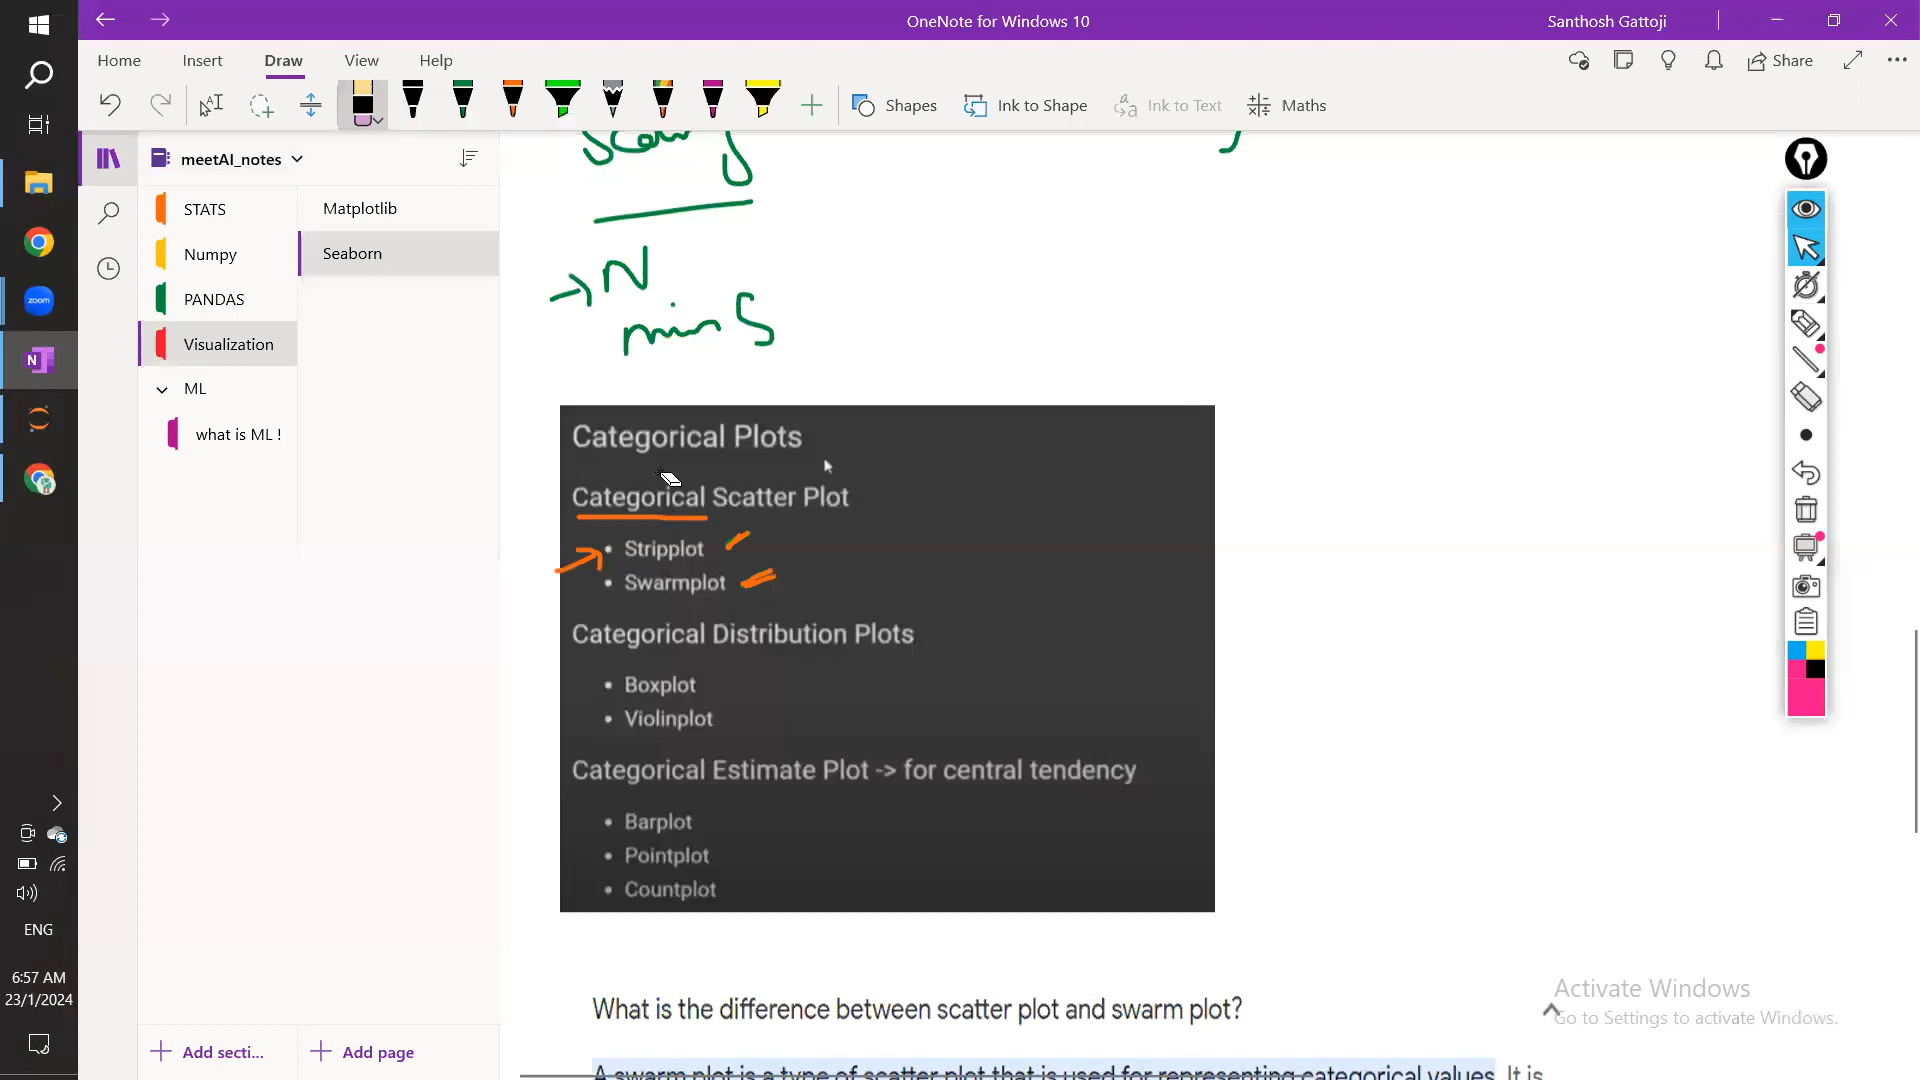 OneNote for Windows 10
Santhosh Gattoji
Home Insert Draw View Help
Share
Shapes Ink to Shape Ink to Text Maths
meetAI_notes
STATS
Numpy
PANDAS
Visualization
ML
what is ML !
Matplotlib
Seaborn
zoom
N
min 5
Categorical Plots
Categorical Scatter Plot
• Stripplot
• Swarmplot
Categorical Distribution Plots
• Boxplot
• Violinplot
Categorical Estimate Plot -> for central tendency
• Barplot
• Pointplot
• Countplot
What is the difference between scatter plot and swarm plot?
A swarm plot is a type of scatter plot that is used for representing categorical values. It is
Activate Windows
Go to Settings to activate Windows.
Add secti...
Add page
ENG
6:57 AM
23/1/2024